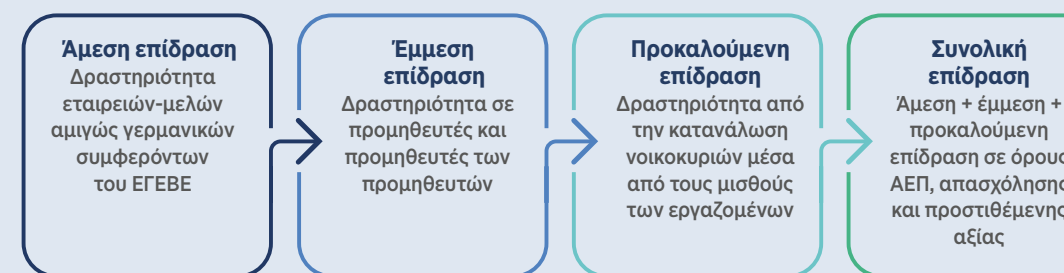 Άμεση επίδραση
Δραστηριότητα
εταιρειών-μελών
αμιγώς γερμανικών
συμφερόντων
του ΕΓΕΒΕ
Έμμεση
επίδραση
Δραστηριότητα σε
προμηθευτές και
προμηθευτές των
προμηθευτών
Προκαλούμενη
επίδραση
Δραστηριότητα από
την κατανάλωση
νοικοκυριών μέσα
από τους μισθούς
των εργαζομένων
Συνολική
επίδραση
Άμεση + έμμεση +
προκαλούμενη
επίδραση σε όρους
ΑΕΠ, απασχόλησης
και προστιθέμενης
αξίας